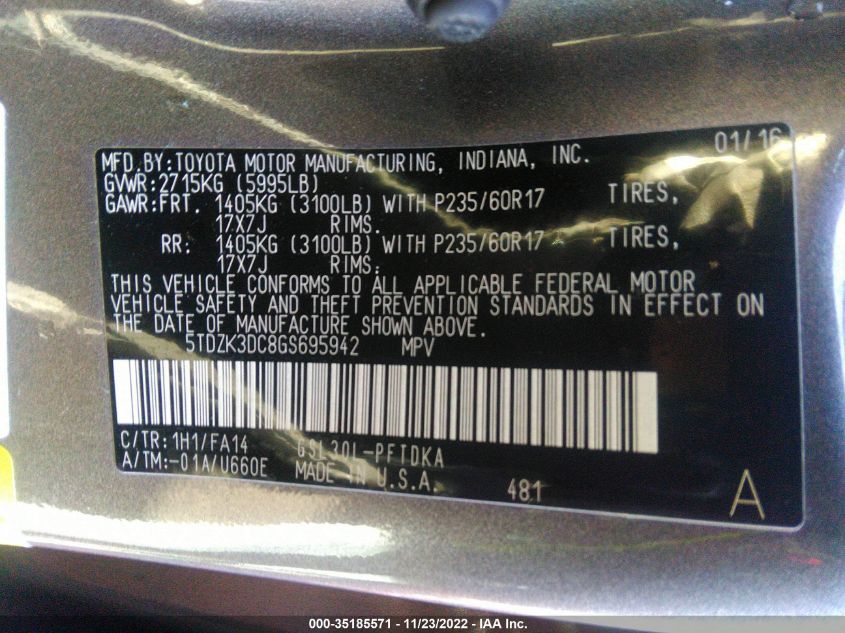 01/16
MFD. BY: TOYOTA MOTOR MANUFACTURING, INDIANA, INC.
GVWR: 2715KG (5995LB)
GAWR: FRT. 1405KG (3100LB) WITH P235/60R17 TIRES,
17X7J RIMS.
RR: 1405KG (3100LB) WITH P235/60R17 TIRES,
17X7J RIMS.
THIS VEHICLE CONFORMS TO ALL APPLICABLE FEDERAL MOTOR
VEHICLE SAFETY AND THEFT PREVENTION STANDARDS IN EFFECT ON
THE DATE OF MANUFACTURE SHOWN ABOVE.
5TDZK3DC8GS695942 MPV
C/TR: 1H1/FA14 GSL30L-PFTDKA
A/TM: -01A/U660E MADE IN U.S.A. 481 A
000-35185571 - 11/23/2022 - IAA Inc.